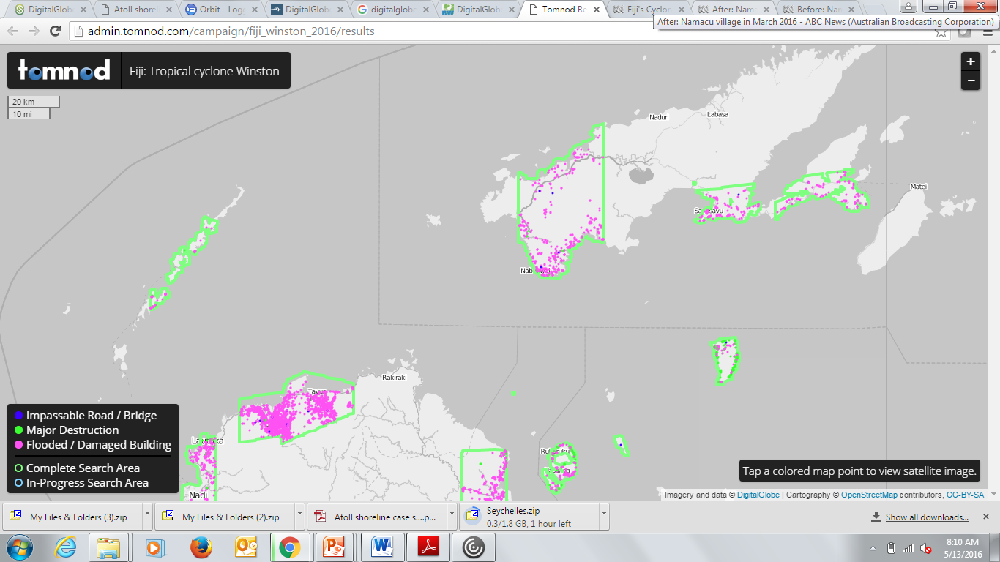 DigitalGlob
Atoll shorel
Orbit - Logg
DigitalGlobe
digitalglobe
DigitalGlobe
Tomnod Re
Fiji's Cyclon
After: Nama
Before: Nam
admin.tomnod.com/campaign/fiji_winston_2016/results
After: Namacu village in March 2016 - ABC News (Australian Broadcasting Corporation)
tomnod
Fiji: Tropical cyclone Winston
+
−
20 km
10 mi
Naduri
Labasa
Matei
Rakiraki
Lautoka
Nadi
Impassable Road / Bridge
Major Destruction
Flooded / Damaged Building
Complete Search Area
In-Progress Search Area
Tap a colored map point to view satellite image.
Imagery and data © DigitalGlobe | Cartography © OpenStreetMap contributors, CC-BY-SA
My Files & Folders (3).zip
My Files & Folders (2).zip
Atoll shoreline case s....p...
Seychelles.zip
0.3/1.8 GB, 1 hour left
Show all downloads...
8:10 AM
5/13/2016